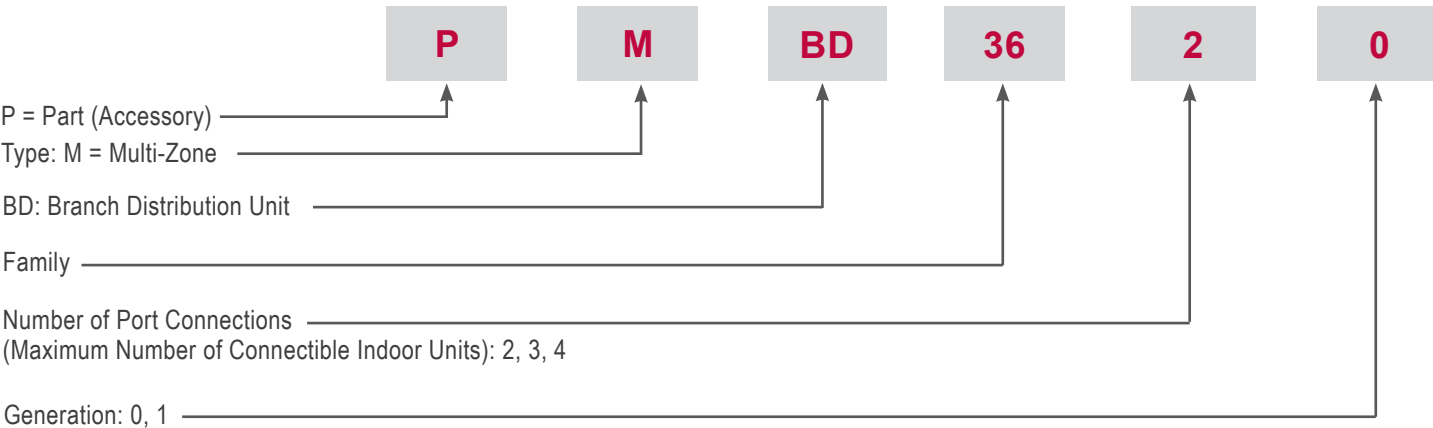 P M BD 36 2 0
P = Part (Accessory)
Type: M = Multi-Zone
BD: Branch Distribution Unit
Family
Number of Port Connections
(Maximum Number of Connectible Indoor Units): 2, 3, 4
Generation: 0, 1